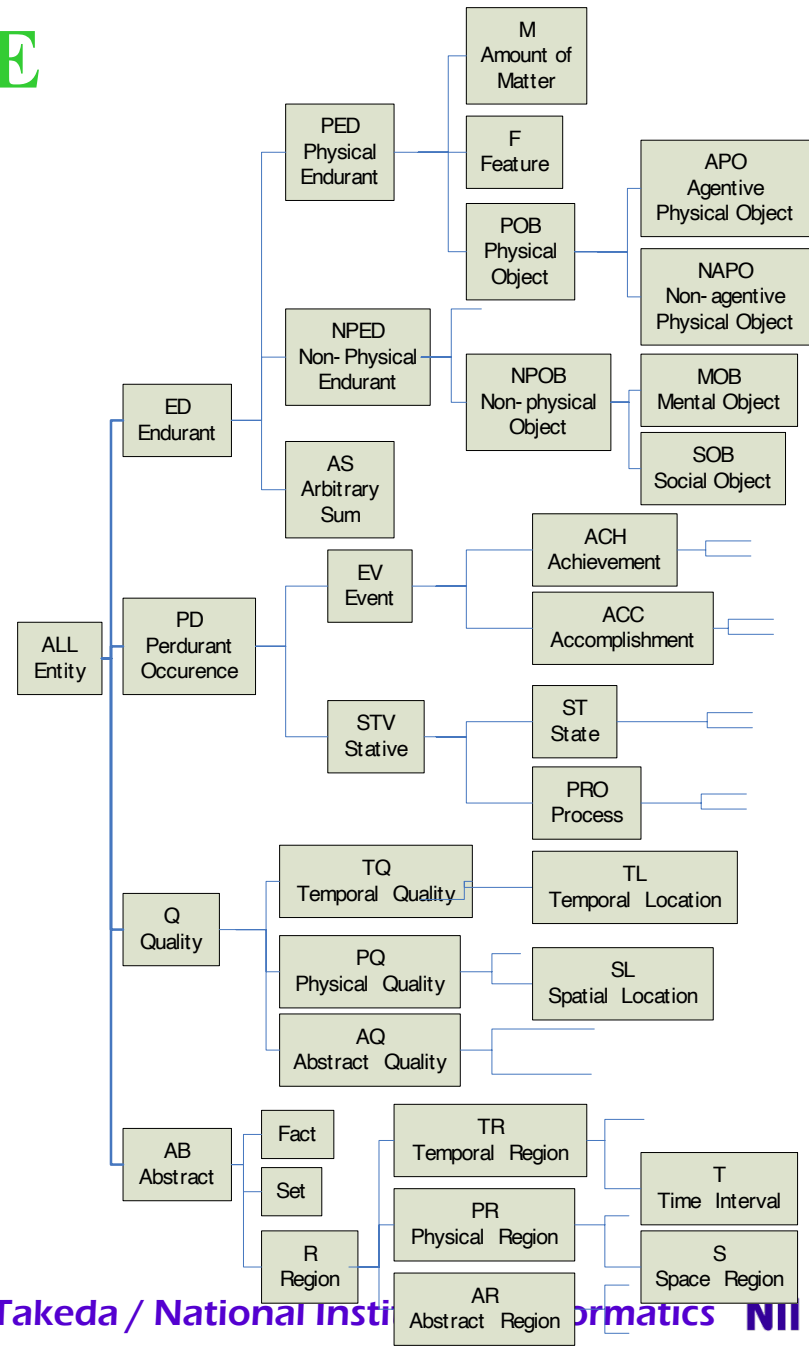 E
M
Amount of
Matter
PED
Physical
Endurant
F
Feature
APO
Agentive
Physical Object
POB
Physical
Object
NAPO
Non-agentive
Physical Object
NPED
Non-Physical
Endurant
NPOB
Non-physical
Object
MOB
Mental Object
ED
Endurant
SOB
Social Object
AS
Arbitrary
Sum
ACH
Achievement
EV
Event
ACC
Accomplishment
PD
Perdurant
Occurence
ALL
Entity
ST
State
STV
Stative
PRO
Process
TQ
Temporal Quality
TL
Temporal Location
Q
Quality
PQ
Physical Quality
SL
Spatial Location
AQ
Abstract Quality
Fact
TR
Temporal Region
AB
Abstract
T
Time Interval
Set
PR
Physical Region
R
Region
S
Space Region
AR
Abstract Region
Takeda / National Insti ormatics NII